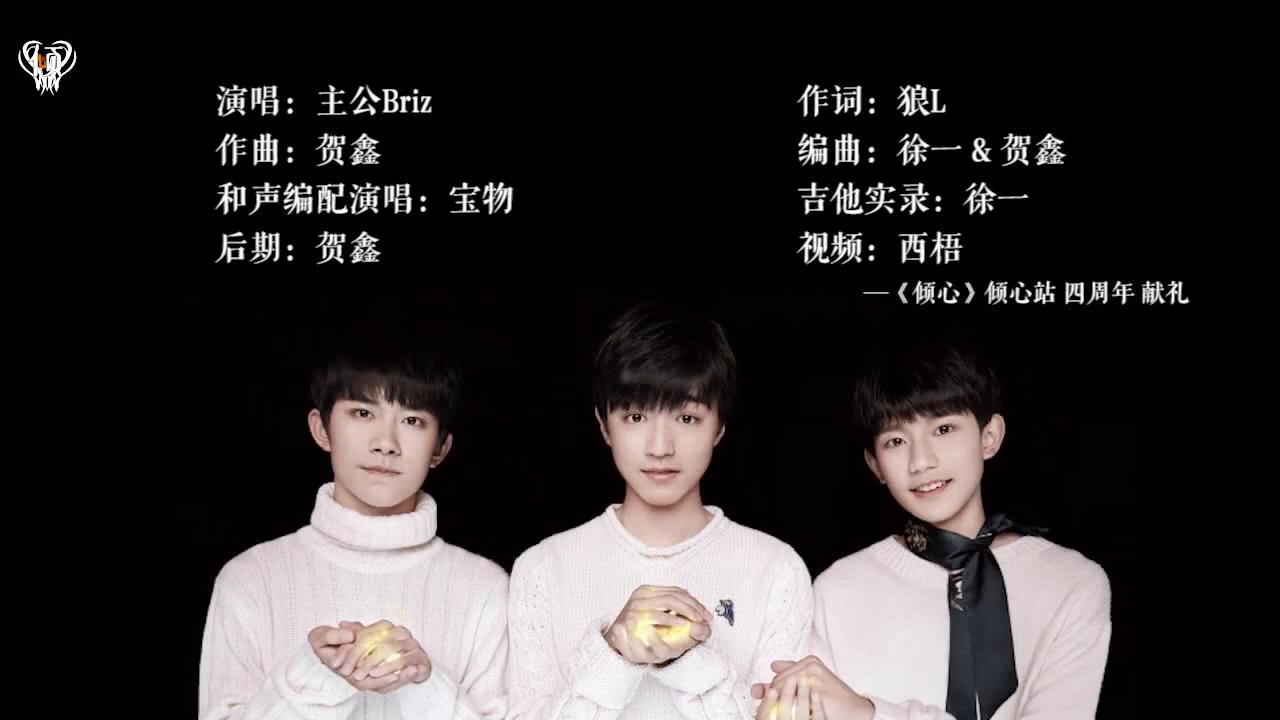 演唱：主公Briz
作曲：贺鑫
和声编配演唱：宝物
后期：贺鑫
作词：狼L
编曲：徐一 & 贺鑫
吉他实录：徐一
视频：西梧
—《倾心》倾心站 四周年 献礼